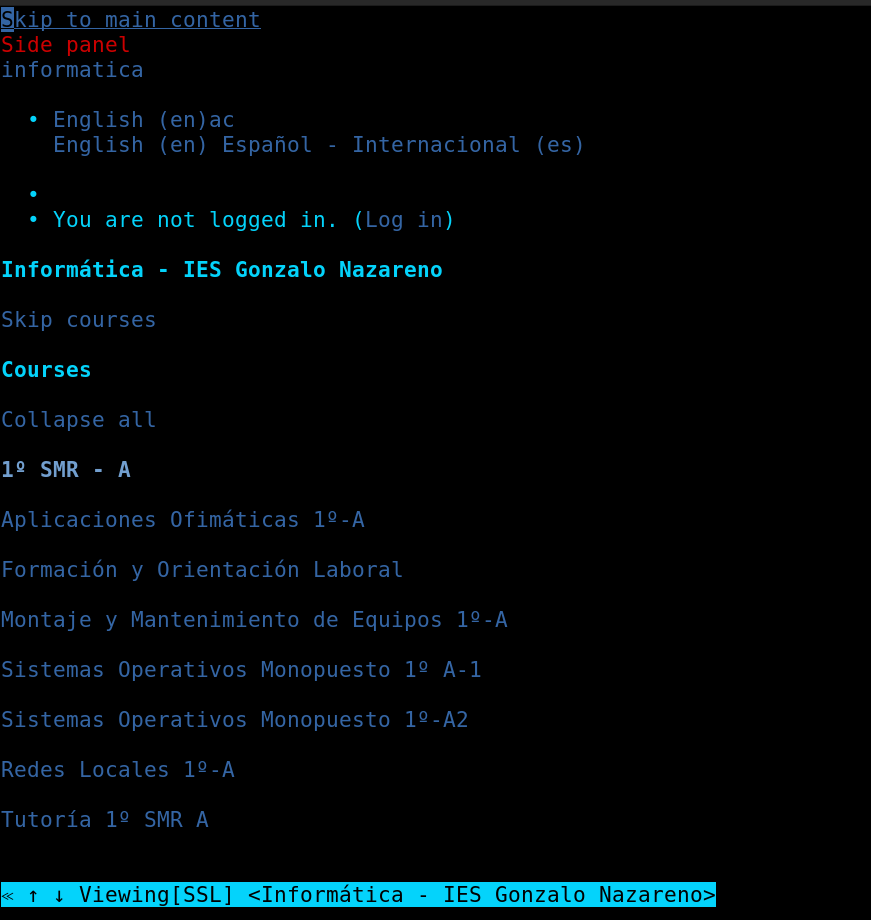 Skip to main content
Side panel
informatica
• English (en)ac
English (en) Español - Internacional (es)
•
• You are not logged in. (Log in)
Informática - IES Gonzalo Nazareno
Skip courses
Courses
Collapse all
1º SMR - A
Aplicaciones Ofimáticas 1º-A
Formación y Orientación Laboral
Montaje y Mantenimiento de Equipos 1º-A
Sistemas Operativos Monopuesto 1º A-1
Sistemas Operativos Monopuesto 1º-A2
Redes Locales 1º-A
Tutoría 1º SMR A
≪ ↑ ↓ Viewing[SSL] <Informática - IES Gonzalo Nazareno>